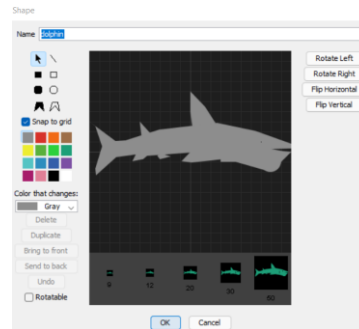 Shape
Name dolphin
Rotate Left
Rotate Right
Flip Horizontal
Flip Vertical
Snap to grid
Color that changes:
Gray
Delete
Duplicate
Bring to front
Send to back
Undo
Rotatable
9 12 20 30 60
OK Cancel